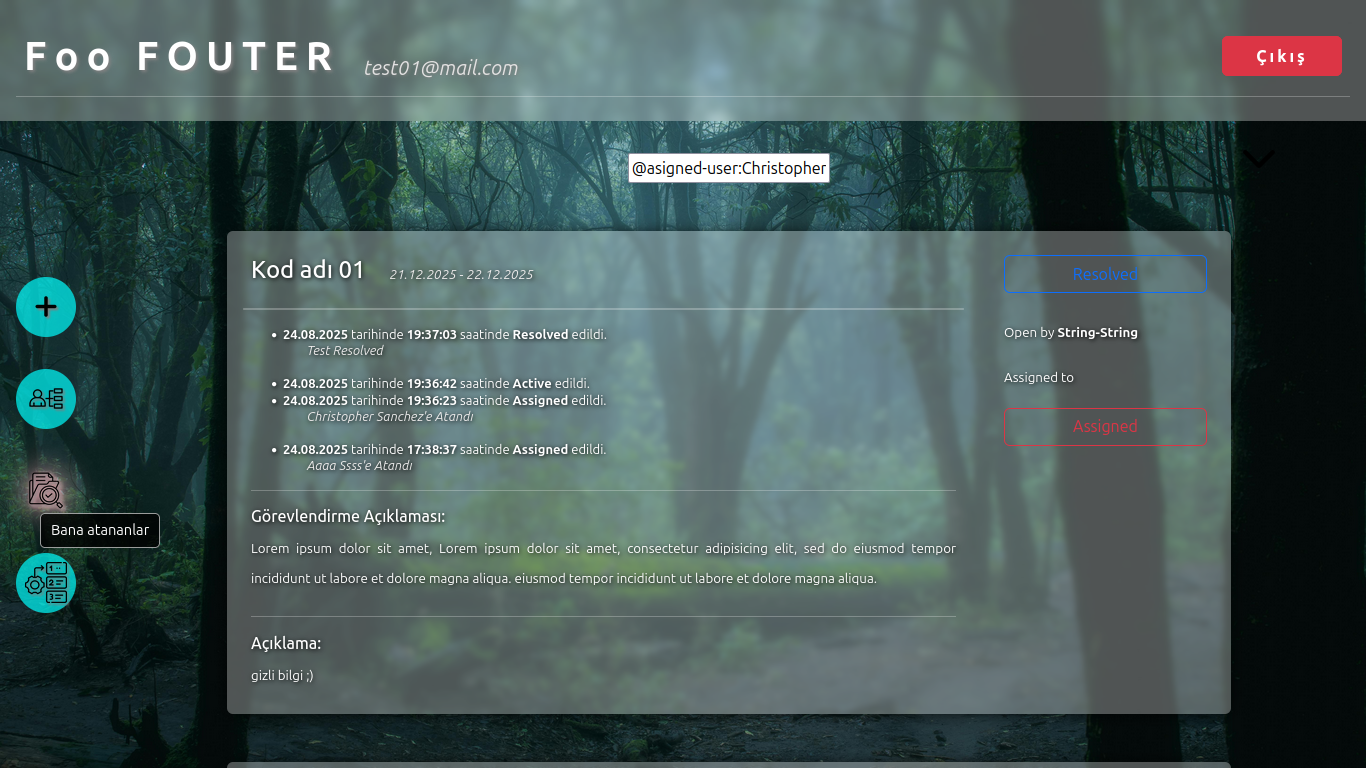 Foo FOUTER test01@mail.com Çıkış
@asigned-user:Christopher
Kod adı 01 21.12.2025 - 22.12.2025
Resolved
24.08.2025 tarihinde 19:37:03 saatinde Resolved edildi.
Test Resolved
24.08.2025 tarihinde 19:36:42 saatinde Active edildi.
24.08.2025 tarihinde 19:36:23 saatinde Assigned edildi.
Christopher Sanchez'e Atandı
24.08.2025 tarihinde 17:38:37 saatinde Assigned edildi.
Aaaa Ssss'e Atandı
Open by String-String
Assigned to
Assigned
Görevlendirme Açıklaması:
Lorem ipsum dolor sit amet, Lorem ipsum dolor sit amet, consectetur adipisicing elit, sed do eiusmod tempor
incididunt ut labore et dolore magna aliqua. eiusmod tempor incididunt ut labore et dolore magna aliqua.
Açıklama:
gizli bilgi ;)
Bana atananlar
1
2
3